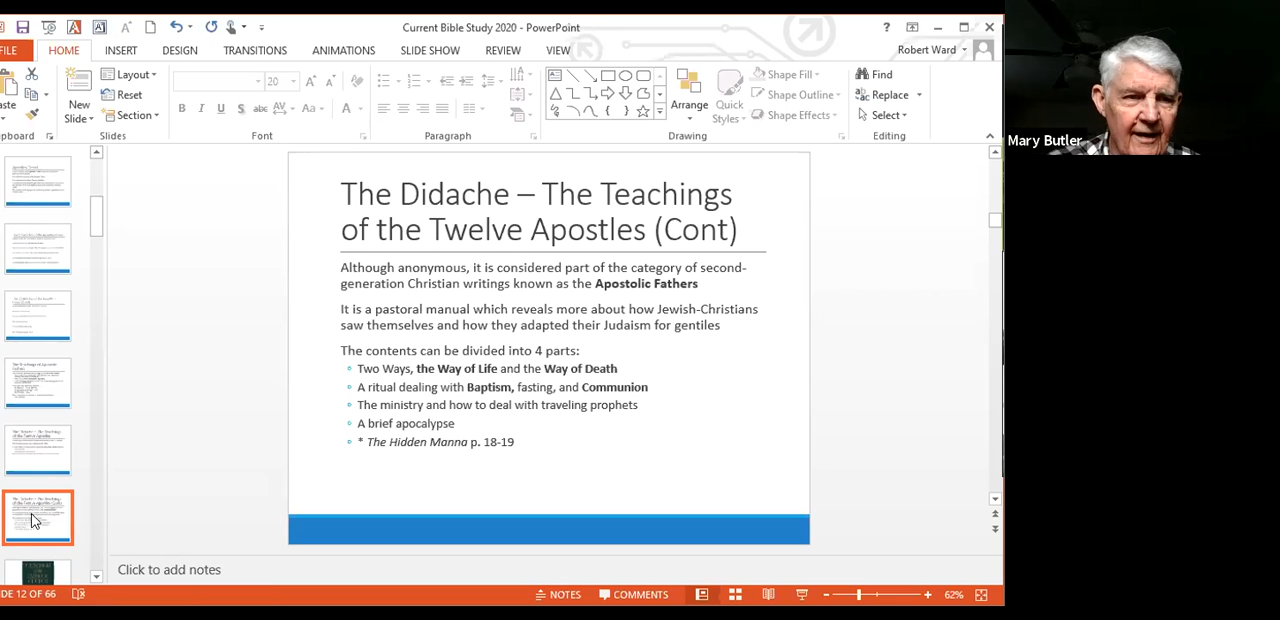 Current Bible Study 2020 - PowerPoint
FILE HOME INSERT DESIGN TRANSITIONS ANIMATIONS SLIDE SHOW REVIEW VIEW
Robert Ward
New Slide
Layout
Reset
Section
20
Slides
Font
Paragraph
Arrange
Quick Styles
Shape Fill
Shape Outline
Shape Effects
Drawing
Find
Replace
Select
Editing
The Didache – The Teachings
of the Twelve Apostles (Cont)
Although anonymous, it is considered part of the category of second-
generation Christian writings known as the Apostolic Fathers
It is a pastoral manual which reveals more about how Jewish-Christians
saw themselves and how they adapted their Judaism for gentiles
The contents can be divided into 4 parts:
Two Ways, the Way of Life and the Way of Death
A ritual dealing with Baptism, fasting, and Communion
The ministry and how to deal with traveling prophets
A brief apocalypse
* The Hidden Manna p. 18-19
Click to add notes
DE 12 OF 66
NOTES
COMMENTS
62%
Mary Butler